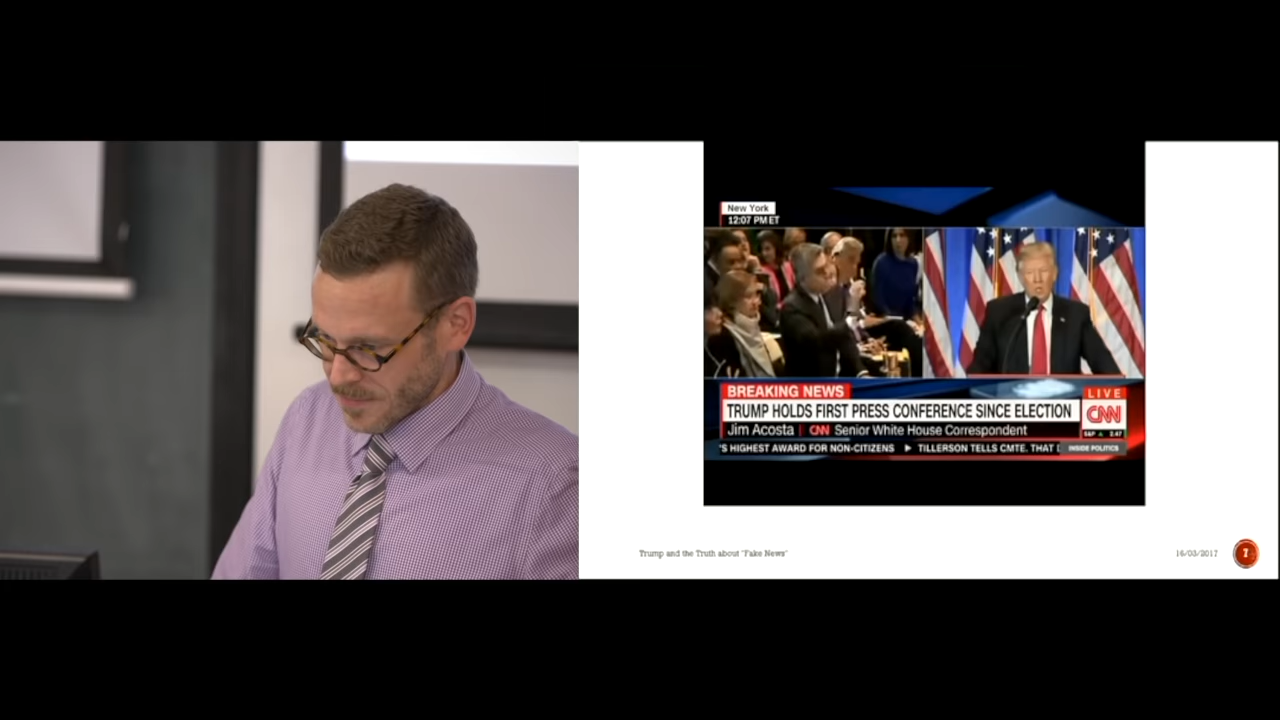 New York
12:07 PM ET
BREAKING NEWS
LIVE
TRUMP HOLDS FIRST PRESS CONFERENCE SINCE ELECTION
CNN
Jim Acosta | CNN Senior White House Correspondent
S&P ▲ 2.47
'S HIGHEST AWARD FOR NON-CITIZENS ► TILLERSON TELLS CMTE. THAT
INSIDE POLITICS
Trump and the Truth about "Fake News"
16/03/2017
7